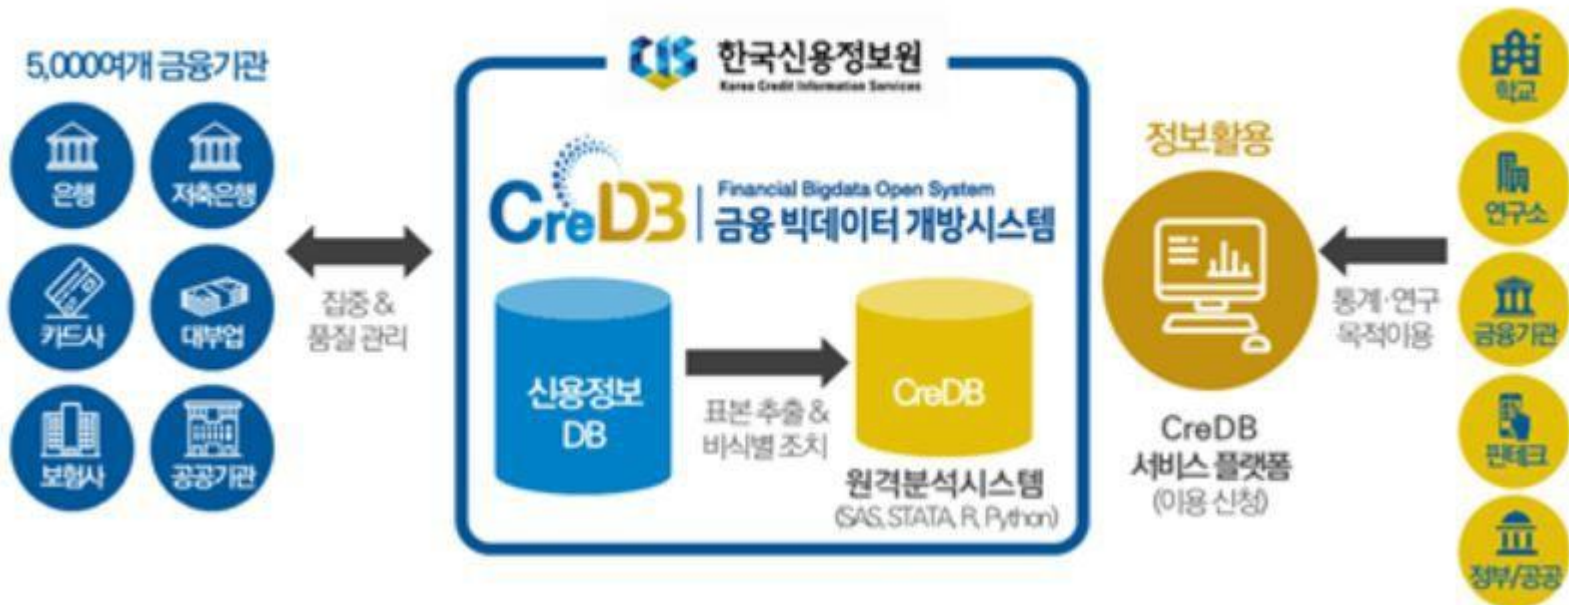 5,000여개 금융기관
은행
저축은행
카드사
대부업
보험사
공공기관
집중 &
품질 관리
CIS 한국신용정보원
Korea Credit Information Services
CreDB
Financial Bigdata Open System
금융 빅데이터 개방시스템
신용정보
DB
표본 추출 &
비식별 조치
CreDB
원격분석시스템
(SAS, STATA, R, Python)
정보활용
CreDB
서비스 플랫폼
(이용 신청)
통계·연구
목적이용
학교
연구소
금융기관
핀테크
정부/공공